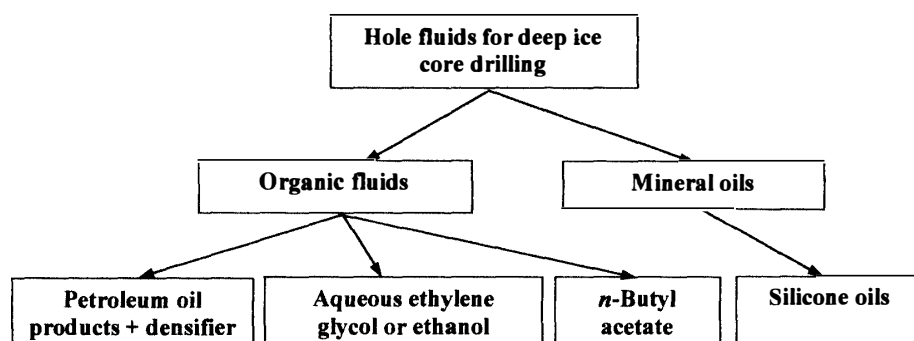 Hole fluids for deep ice
core drilling
Organic fluids
Mineral oils
Petroleum oil
products + densifier
Aqueous ethylene
glycol or ethanol
n-Butyl
acetate
Silicone oils